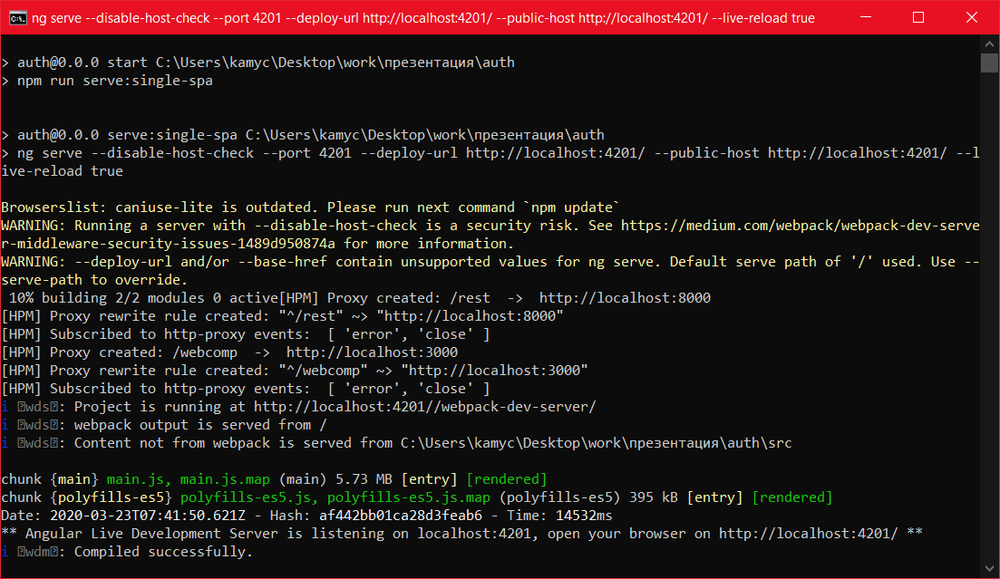 ng serve --disable-host-check --port 4201 --deploy-url http://localhost:4201/ --public-host http://localhost:4201/ --live-reload true
> auth@0.0.0 start C:\Users\kamyc\Desktop\work\презентация\auth
> npm run serve:single-spa
> auth@0.0.0 serve:single-spa C:\Users\kamyc\Desktop\work\презентация\auth
> ng serve --disable-host-check --port 4201 --deploy-url http://localhost:4201/ --public-host http://localhost:4201/ --l
ive-reload true
Browserslist: caniuse-lite is outdated. Please run next command `npm update`
WARNING: Running a server with --disable-host-check is a security risk. See https://medium.com/webpack/webpack-dev-serve
r-middleware-security-issues-1489d950874a for more information.
WARNING: --deploy-url and/or --base-href contain unsupported values for ng serve. Default serve path of '/' used. Use --
serve-path to override.
10% building 2/2 modules 0 active[HPM] Proxy created: /rest  ->  http://localhost:8000
[HPM] Proxy rewrite rule created: "^/rest" ~> "http://localhost:8000"
[HPM] Subscribed to http-proxy events:  [ 'error', 'close' ]
[HPM] Proxy created: /webcomp  ->  http://localhost:3000
[HPM] Proxy rewrite rule created: "^/webcomp" ~> "http://localhost:3000"
[HPM] Subscribed to http-proxy events:  [ 'error', 'close' ]
i ｢wds｣: Project is running at http://localhost:4201//webpack-dev-server/
i ｢wds｣: webpack output is served from /
i ｢wds｣: Content not from webpack is served from C:\Users\kamyc\Desktop\work\презентация\auth\src
chunk {main} main.js, main.js.map (main) 5.73 MB [entry] [rendered]
chunk {polyfills-es5} polyfills-es5.js, polyfills-es5.js.map (polyfills-es5) 395 kB [entry] [rendered]
Date: 2020-03-23T07:41:50.621Z - Hash: af442bb01ca28d3feab6 - Time: 14532ms
** Angular Live Development Server is listening on localhost:4201, open your browser on http://localhost:4201/ **
i ｢wdm｣: Compiled successfully.